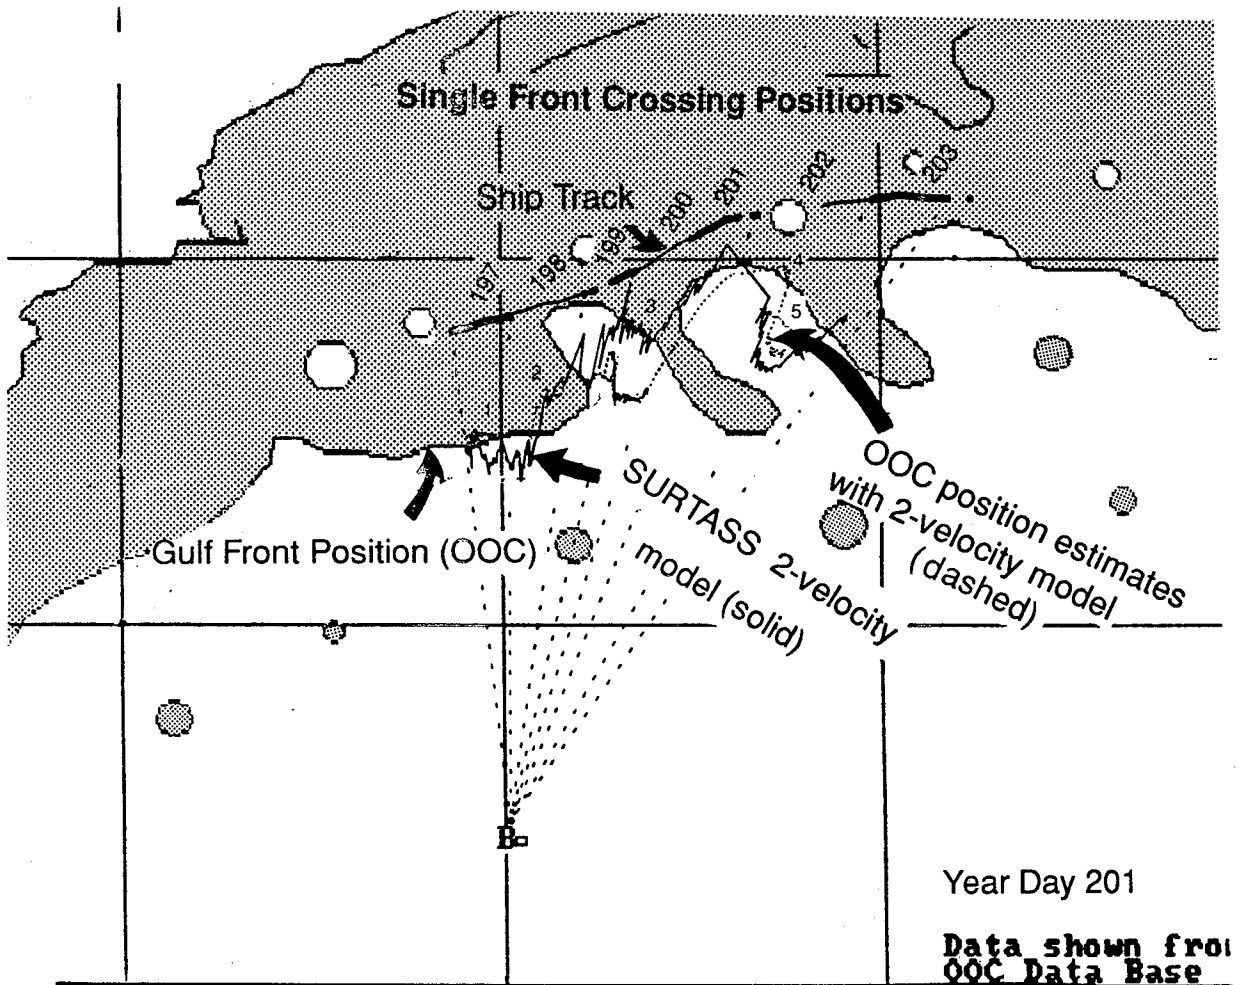 Single Front Crossing Positions
Ship Track
197
198
199
200
201
202
203
1
2
3
4
5
Gulf Front Position (OOC)
SURTASS 2-velocity
model (solid)
OOC position estimates
with 2-velocity model
(dashed)
B
Year Day 201
Data shown from
OOC Data Base